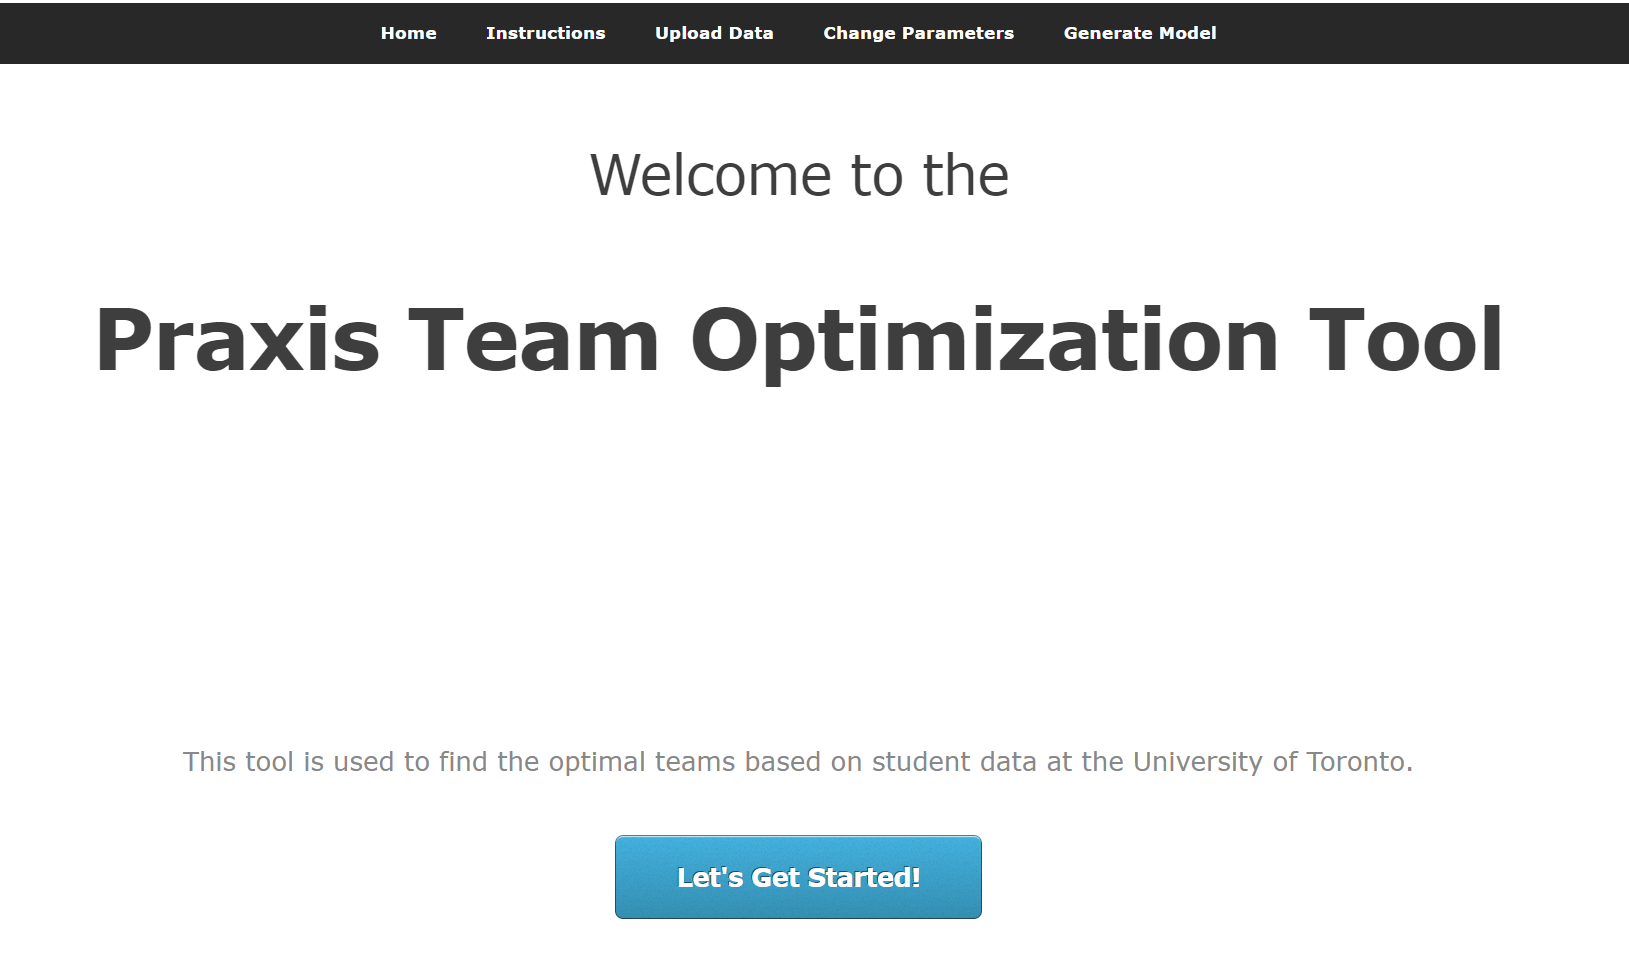 Home Instructions Upload Data Change Parameters Generate Model
Welcome to the
Praxis Team Optimization Tool
This tool is used to find the optimal teams based on student data at the University of Toronto.
Let's Get Started!